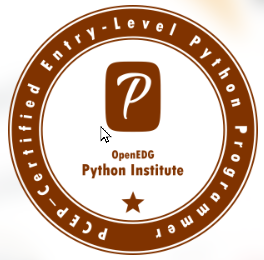 PCEP-Certified Entry-Level Python Programmer
P
OpenEDG
Python Institute